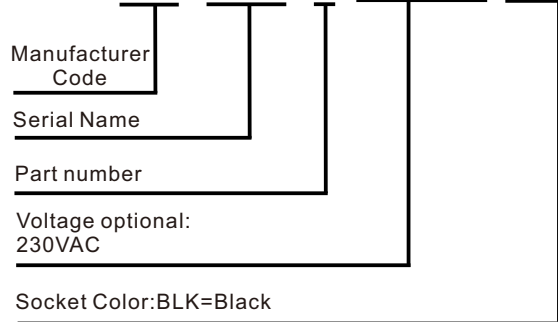 Manufacturer
Code
Serial Name
Part number
Voltage optional:
230VAC
Socket Color:BLK=Black